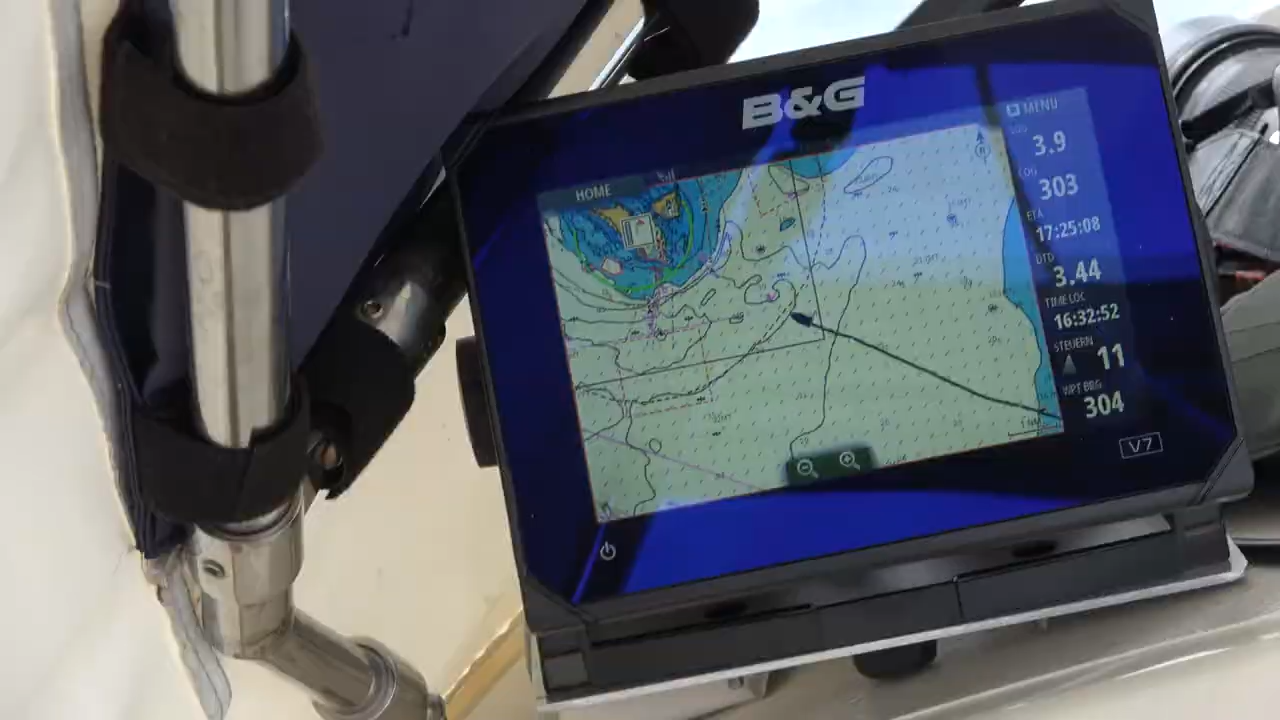 B&G
HOME
MENU
3.9
303
ETA
17:25:08
DTD
3.44
TIME LOC
16:32:52
STEUERN
11
WPT BRG
304
V7